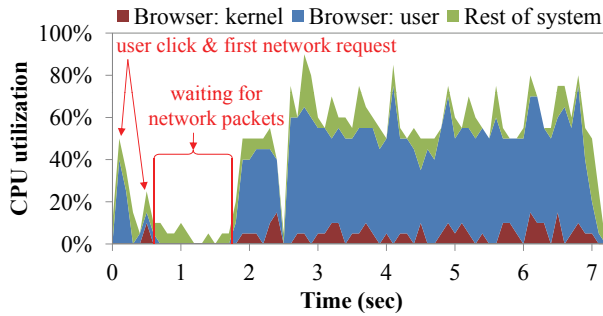 Browser: kernel Browser: user Rest of system
100%
80%
60%
40%
20%
0%
CPU utilization
user click & first network request
waiting for
network packets
0 1 2 3 4 5 6 7
Time (sec)